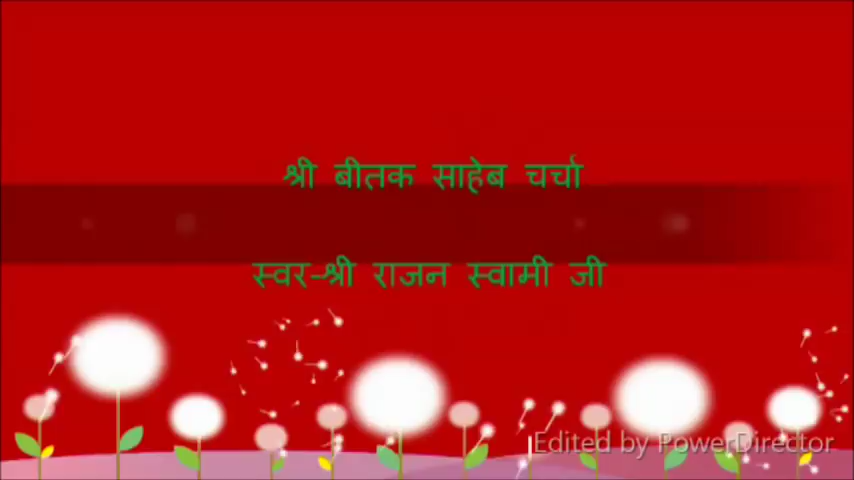 श्री बीतक साहेब चर्चा
स्वर-श्री राजन स्वामी जी
Edited by PowerDirector